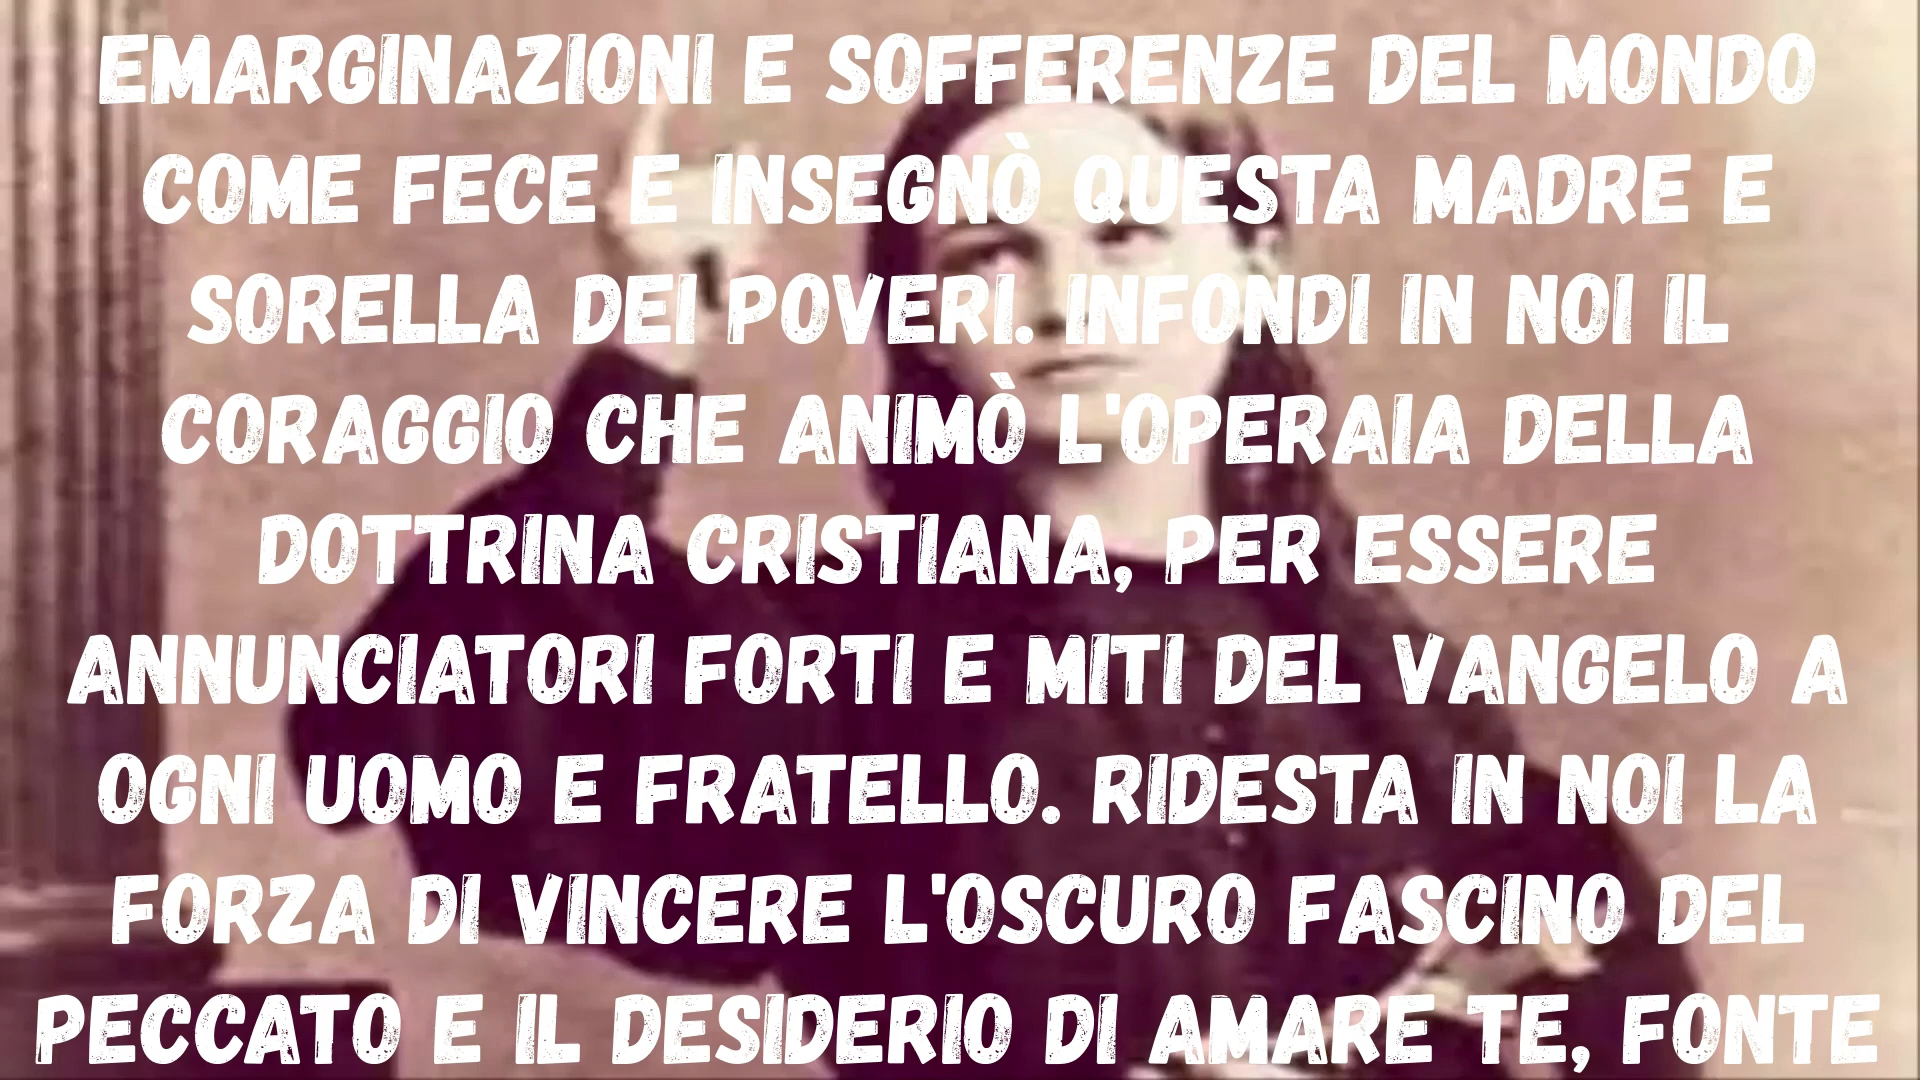 EMARGINAZIONI E SOFFERENZE DEL MONDO
COME FECE E INSEGNÒ QUESTA MADRE E
SORELLA DEI POVERI. INFONDI IN NOI IL
CORAGGIO CHE ANIMÒ L'OPERAIA DELLA
DOTTRINA CRISTIANA, PER ESSERE
ANNUNCIATORI FORTI E MITI DEL VANGELO A
OGNI UOMO E FRATELLO. RIDESTA IN NOI LA
FORZA DI VINCERE L'OSCURO FASCINO DEL
PECCATO E IL DESIDERIO DI AMARE TE, FONTE